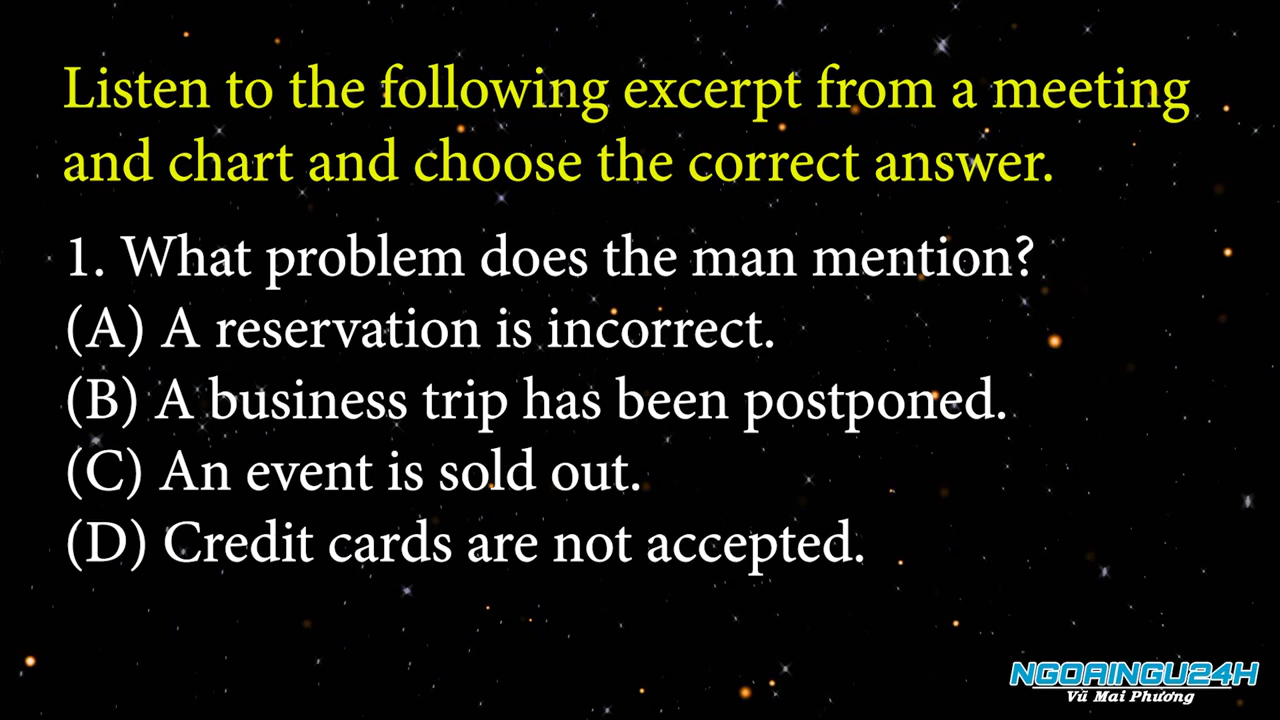 Listen to the following excerpt from a meeting
and chart and choose the correct answer.
1. What problem does the man mention?
(A) A reservation is incorrect.
(B) A business trip has been postponed.
(C) An event is sold out.
(D) Credit cards are not accepted.
NGOAINGU24H
Vũ Mai Phương